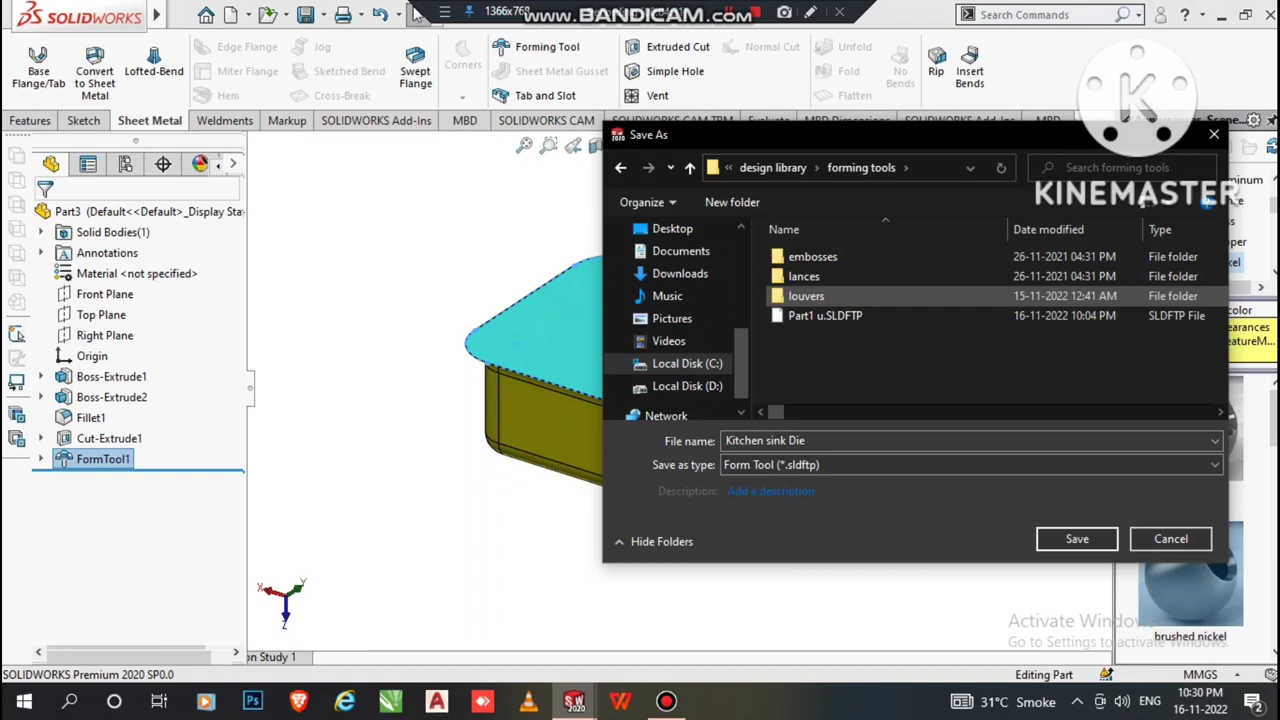 SOLIDWORKS
1366x768
www.BANDICAM.com
Search Commands
Base Flange/Tab
Convert to Sheet Metal
Lofted-Bend
Edge Flange
Miter Flange
Hem
Jog
Sketched Bend
Cross-Break
Swept Flange
Corners
Forming Tool
Sheet Metal Gusset
Tab and Slot
Extruded Cut
Simple Hole
Vent
Normal Cut
Unfold
Fold
Flatten
No Bends
Rip
Insert Bends
Features
Sketch
Sheet Metal
Weldments
Markup
SOLIDWORKS Add-Ins
MBD
SOLIDWORKS CAM
Save As
design library
forming tools
Search forming tools
K
KINEMASTER
Organize
New folder
Part3 (Default<<Default>_Display Sta
Solid Bodies(1)
Annotations
Material <not specified>
Front Plane
Top Plane
Right Plane
Origin
Boss-Extrude1
Boss-Extrude2
Fillet1
Cut-Extrude1
FormTool1
Desktop
Documents
Downloads
Music
Pictures
Videos
Local Disk (C:)
Local Disk (D:)
Network
Name
Date modified
Type
embosses
26-11-2021 04:31 PM
File folder
lances
26-11-2021 04:31 PM
File folder
louvers
15-11-2022 12:41 AM
File folder
Part1 u.SLDFTP
16-11-2022 10:04 PM
SLDFTP File
File name:
Kitchen sink Die
Save as type:
Form Tool (*.sldftp)
Description:
Add a description
Hide Folders
Save
Cancel
X
Y
Z
Activate Windows
Go to Settings to activate Windows.
brushed nickel
on Study 1
SOLIDWORKS Premium 2020 SP0.0
Editing Part
MMGS
31°C Smoke
ENG
10:30 PM
16-11-2022